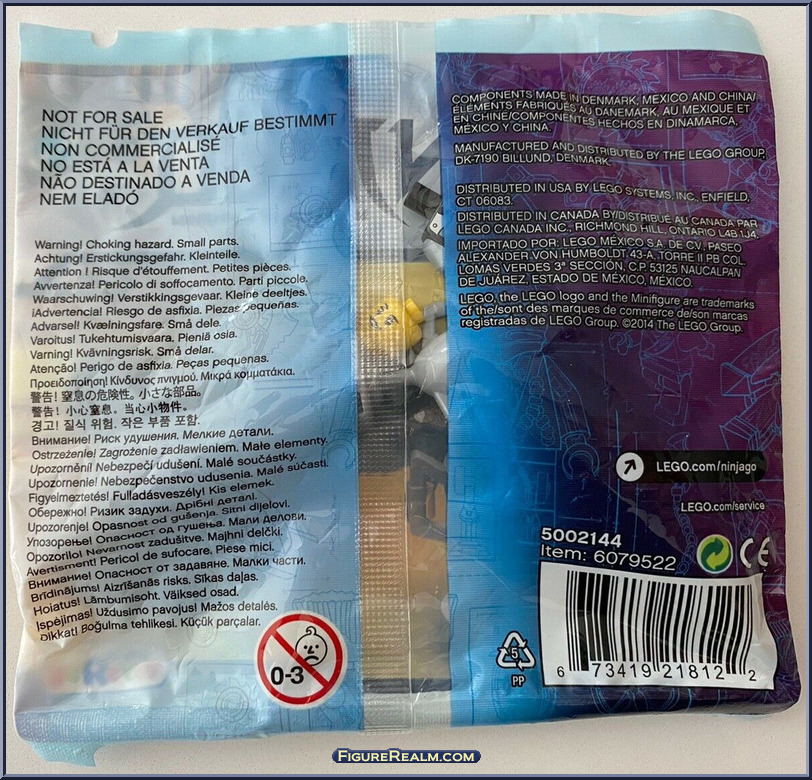 NOT FOR SALE
NICHT FÜR DEN VERKAUF BESTIMMT
NON COMMERCIALISÉ
NO ESTÁ A LA VENTA
NÃO DESTINADO A VENDA
NEM ELADÓ
Warning! Choking hazard. Small parts.
Achtung! Erstickungsgefahr. Kleinteile.
Attention ! Risque d'étouffement. Petites pièces.
Avvertenza! Pericolo di soffocamento. Parti piccole.
Waarschuwing! Verstikkingsgevaar. Kleine deeltjes.
¡Advertencia! Riesgo de asfixia. Piezas pequeñas.
Advarsel! Kvælningsfare. Små dele.
Varoitus! Tukehtumisvaara. Pieniä osia.
Varning! Kvävningsrisk. Små delar.
Atenção! Perigo de asfixia. Peças pequenas.
Προειδοποίηση! Κίνδυνος πνιγμού. Μικρά κομματάκια.
警告! 窒息の危険性。小さな部品。
警告! 小心窒息。当心小物件。
경고! 질식 위험. 작은 부품 포함.
Внимание! Риск удушения. Мелкие детали.
Ostrzeżenie! Zagrożenie zadławieniem. Małe elementy.
Upozornění! Nebezpečí udušení. Malé součástky.
Upozornenie! Nebezpečenstvo udusenia. Malé súčasti.
Figyelmeztetés! Fulladásveszély! Kis elemek.
Обережно! Ризик задухи. Дрібні деталі.
Upozorenje! Opasnost od gušenja. Sitni dijelovi.
Упозорење! Опасност од гушења. Мали делови.
Opozorilo! Nevarnost zadušitve. Majhni delčki.
Avertisment! Pericol de sufocare. Piese mici.
Внимание! Опасност от задавяне. Малки части.
Brīdinājums! Aizrīšanās risks. Sīkas daļas.
Hoiatus! Lämbumisoht. Väiksed osad.
Įspėjimas! Uždusimo pavojus! Mažos detalės.
Dikkat! Boğulma tehlikesi. Küçük parçalar.
0-3
COMPONENTS MADE IN DENMARK, MEXICO AND CHINA/
ÉLÉMENTS FABRIQUÉS AU DANEMARK, AU MEXIQUE ET
EN CHINE/COMPONENTES HECHOS EN DINAMARCA,
MÉXICO Y CHINA.
MANUFACTURED AND DISTRIBUTED BY THE LEGO GROUP,
DK-7190 BILLUND, DENMARK.
DISTRIBUTED IN USA BY LEGO SYSTEMS, INC., ENFIELD,
CT 06083.
DISTRIBUTED IN CANADA BY/DISTRIBUÉ AU CANADA PAR
LEGO CANADA INC., RICHMOND HILL, ONTARIO L4B 1J4.
IMPORTADO POR: LEGO MÉXICO S.A. DE C.V., PASEO
ALEXANDER VON HUMBOLDT 43-A, TORRE II PB COL.
LOMAS VERDES 3ª SECCIÓN, C.P. 53125 NAUCALPAN
DE JUÁREZ, ESTADO DE MÉXICO, MÉXICO.
LEGO, the LEGO logo and the Minifigure are trademarks
of the/sont des marques de commerce de/son marcas
registradas de LEGO Group. ©2014 The LEGO Group.
LEGO.com/ninjago
LEGO.com/service
5002144
Item: 6079522
CE
5
PP
6 73419 21812 2
FIGUREREALM.COM